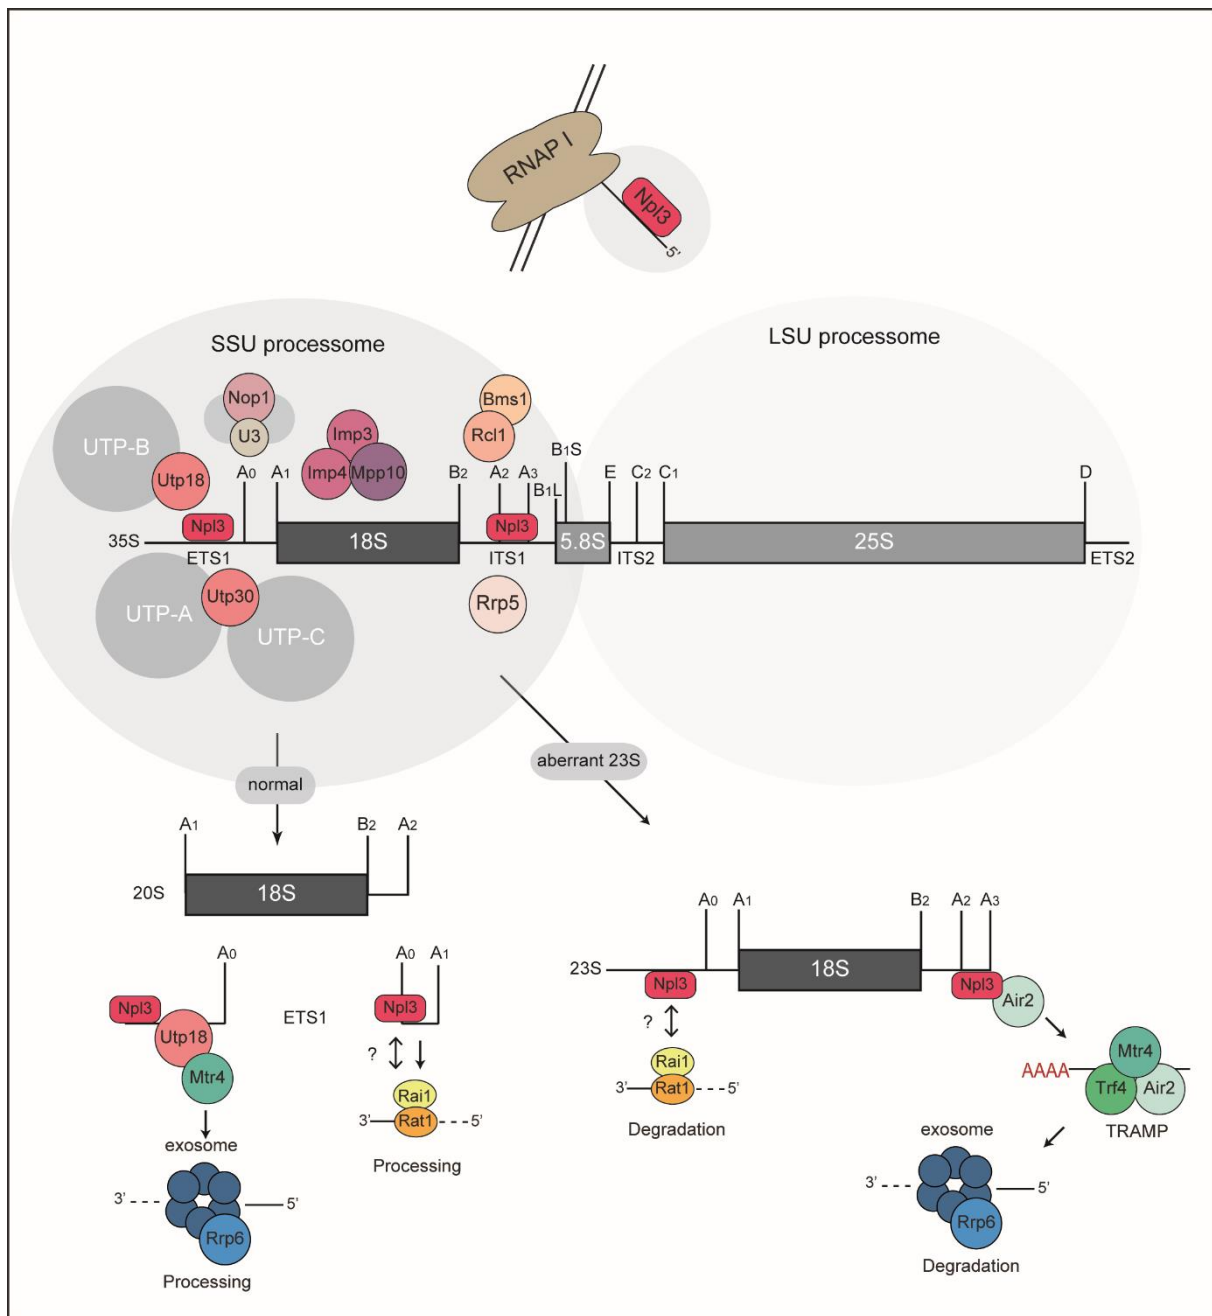 RNAP I
Npl3
5'
SSU processome
LSU processome
Nop1
U3
UTP-B
Utp18
Imp3
Imp4
Mpp10
Bms1
Rcl1
A0
A1
B2
A2
A3
B1L
B1S
E
C2
C1
D
35S
Npl3
ETS1
18S
Npl3
ITS1
5.8S
ITS2
25S
ETS2
UTP-A
Utp30
UTP-C
Rrp5
normal
aberrant 23S
A1
B2
A2
20S
18S
A0
Npl3
Utp18
Mtr4
ETS1
A0
A1
Npl3
?
Rai1
Rat1
3'
5'
Processing
exosome
3'
5'
Rrp6
Processing
A0
A1
B2
A2
A3
23S
Npl3
18S
Npl3
Air2
?
Rai1
Rat1
3'
5'
Degradation
AAAA
Mtr4
Trf4
Air2
TRAMP
exosome
3'
5'
Rrp6
Degradation